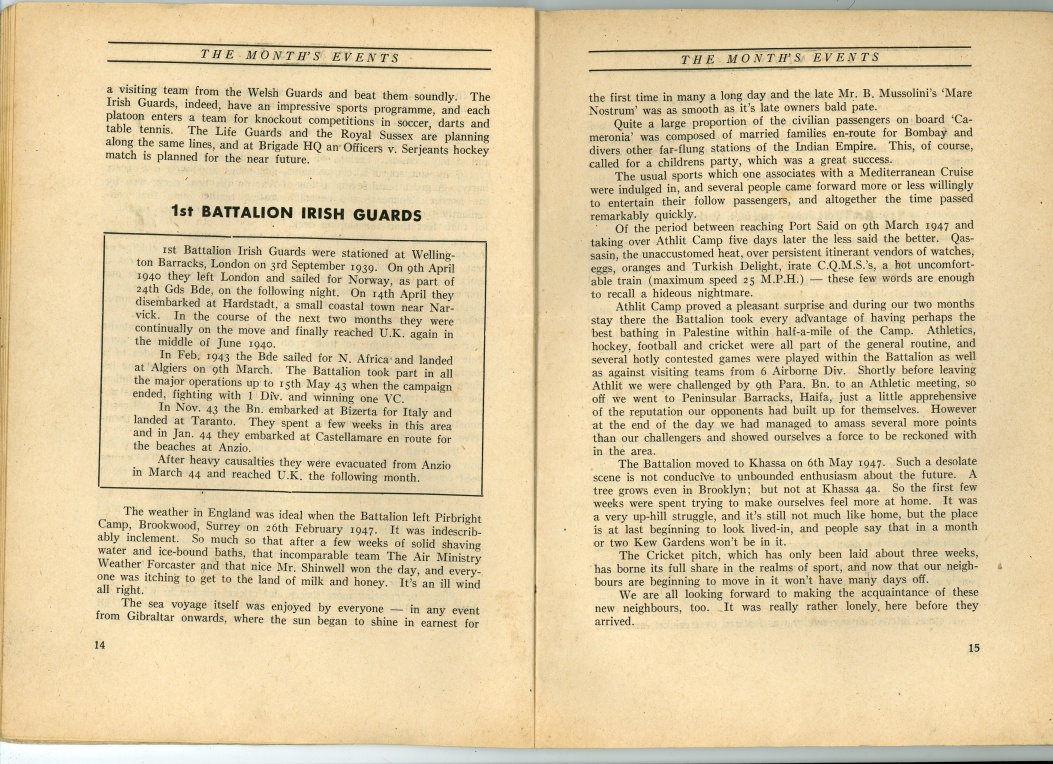 THE MONTH'S EVENTS
a visiting team from the Welsh Guards and beat them soundly. The
Irish Guards, indeed, have an impressive sports programme, and each
platoon enters a team for knockout competitions in soccer, darts and
table tennis. The Life Guards and the Royal Sussex are planning
along the same lines, and at Brigade HQ an Officers v. Serjeants hockey
match is planned for the near future.
1st BATTALION IRISH GUARDS
1st Battalion Irish Guards were stationed at Welling-
ton Barracks, London on 3rd September 1939. On 9th April
1940 they left London and sailed for Norway, as part of
24th Gds Bde, on the following night. On 14th April they
disembarked at Hardstadt, a small coastal town near Nar-
vick. In the course of the next two months they were
continually on the move and finally reached U.K. again in
the middle of June 1940.
In Feb. 1943 the Bde sailed for N. Africa and landed
at Algiers on 9th March. The Battalion took part in all
the major operations up to 15th May 43 when the campaign
ended, fighting with 1 Div. and winning one VC.
In Nov. 43 the Bn. embarked at Bizerta for Italy and
landed at Taranto. They spent a few weeks in this area
and in Jan. 44 they embarked at Castellamare en route for
the beaches at Anzio.
After heavy causalties they were evacuated from Anzio
in March 44 and reached U.K. the following month.
The weather in England was ideal when the Battalion left Pirbright
Camp, Brookwood, Surrey on 26th February 1947. It was indescrib-
ably inclement. So much so that after a few weeks of solid shaving
water and ice-bound baths, that incomparable team The Air Ministry
Weather Forcaster and that nice Mr. Shinwell won the day, and every-
one was itching to get to the land of milk and honey. It's an ill wind
all right.
The sea voyage itself was enjoyed by everyone — in any event
from Gibraltar onwards, where the sun began to shine in earnest for
14
THE MONTH'S EVENTS
the first time in many a long day and the late Mr. B. Mussolini's 'Mare
Nostrum' was as smooth as it's late owners bald pate.
Quite a large proportion of the civilian passengers on board 'Ca-
meronia' was composed of married families en-route for Bombay and
divers other far-flung stations of the Indian Empire. This, of course,
called for a childrens party, which was a great success.
The usual sports which one associates with a Mediterranean Cruise
were indulged in, and several people came forward more or less willingly
to entertain their follow passengers, and altogether the time passed
remarkably quickly.
Of the period between reaching Port Said on 9th March 1947 and
taking over Athlit Camp five days later the less said the better. Qas-
sasin, the unaccustomed heat, over persistent itinerant vendors of watches,
eggs, oranges and Turkish Delight, irate C.Q.M.S.'s, a hot uncomfort-
able train (maximum speed 25 M.P.H.) — these few words are enough
to recall a hideous nightmare.
Athlit Camp proved a pleasant surprise and during our two months
stay there the Battalion took every advantage of having perhaps the
best bathing in Palestine within half-a-mile of the Camp. Athletics,
hockey, football and cricket were all part of the general routine, and
several hotly contested games were played within the Battalion as well
as against visiting teams from 6 Airborne Div. Shortly before leaving
Athlit we were challenged by 9th Para. Bn. to an Athletic meeting, so
off we went to Peninsular Barracks, Haifa, just a little apprehensive
of the reputation our opponents had built up for themselves. However
at the end of the day we had managed to amass several more points
than our challengers and showed ourselves a force to be reckoned with
in the area.
The Battalion moved to Khassa on 6th May 1947. Such a desolate
scene is not conducive to unbounded enthusiasm about the future. A
tree grows even in Brooklyn; but not at Khassa 4a. So the first few
weeks were spent trying to make ourselves feel more at home. It was
a very up-hill struggle, and it's still not much like home, but the place
is at last beginning to look lived-in, and people say that in a month
or two Kew Gardens won't be in it.
The Cricket pitch, which has only been laid about three weeks,
has borne its full share in the realms of sport, and now that our neigh-
bours are beginning to move in it won't have many days off.
We are all looking forward to making the acquaintance of these
new neighbours, too. It was really rather lonely here before they
arrived.
15